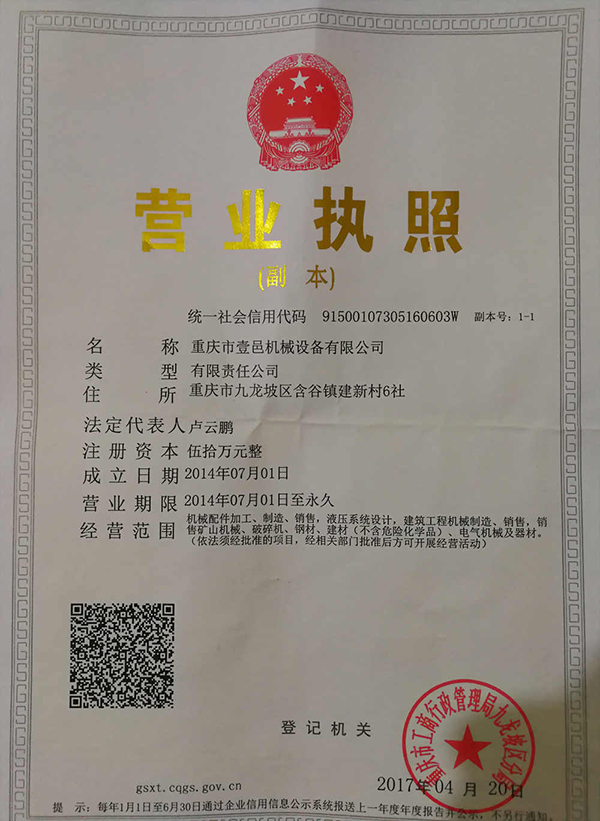 营业执照
(副 本)
统一社会信用代码 91500107305160603W 副本号：1-1
名 称 重庆市壹邑机械设备有限公司
类 型 有限责任公司
住 所 重庆市九龙坡区含谷镇建新村6社
法定代表人 卢云鹏
注册资本 伍拾万元整
成立日期 2014年07月01日
营业期限 2014年07月01日至永久
经营范围 机械配件加工、制造、销售，液压系统设计，建筑工程机械制造、销售，销
售矿山机械、破碎机、钢材、建材（不含危险化学品）、电气机械及器材。
（依法须经批准的项目，经相关部门批准后方可开展经营活动）
登记机关
重庆市工商行政管理局九龙坡区分局
2017年04月20日
gsxt.cqgs.gov.cn
提 示：每年1月1日至6月30日通过企业信用信息公示系统报送上一年度年度报告并公示，不另行通知。